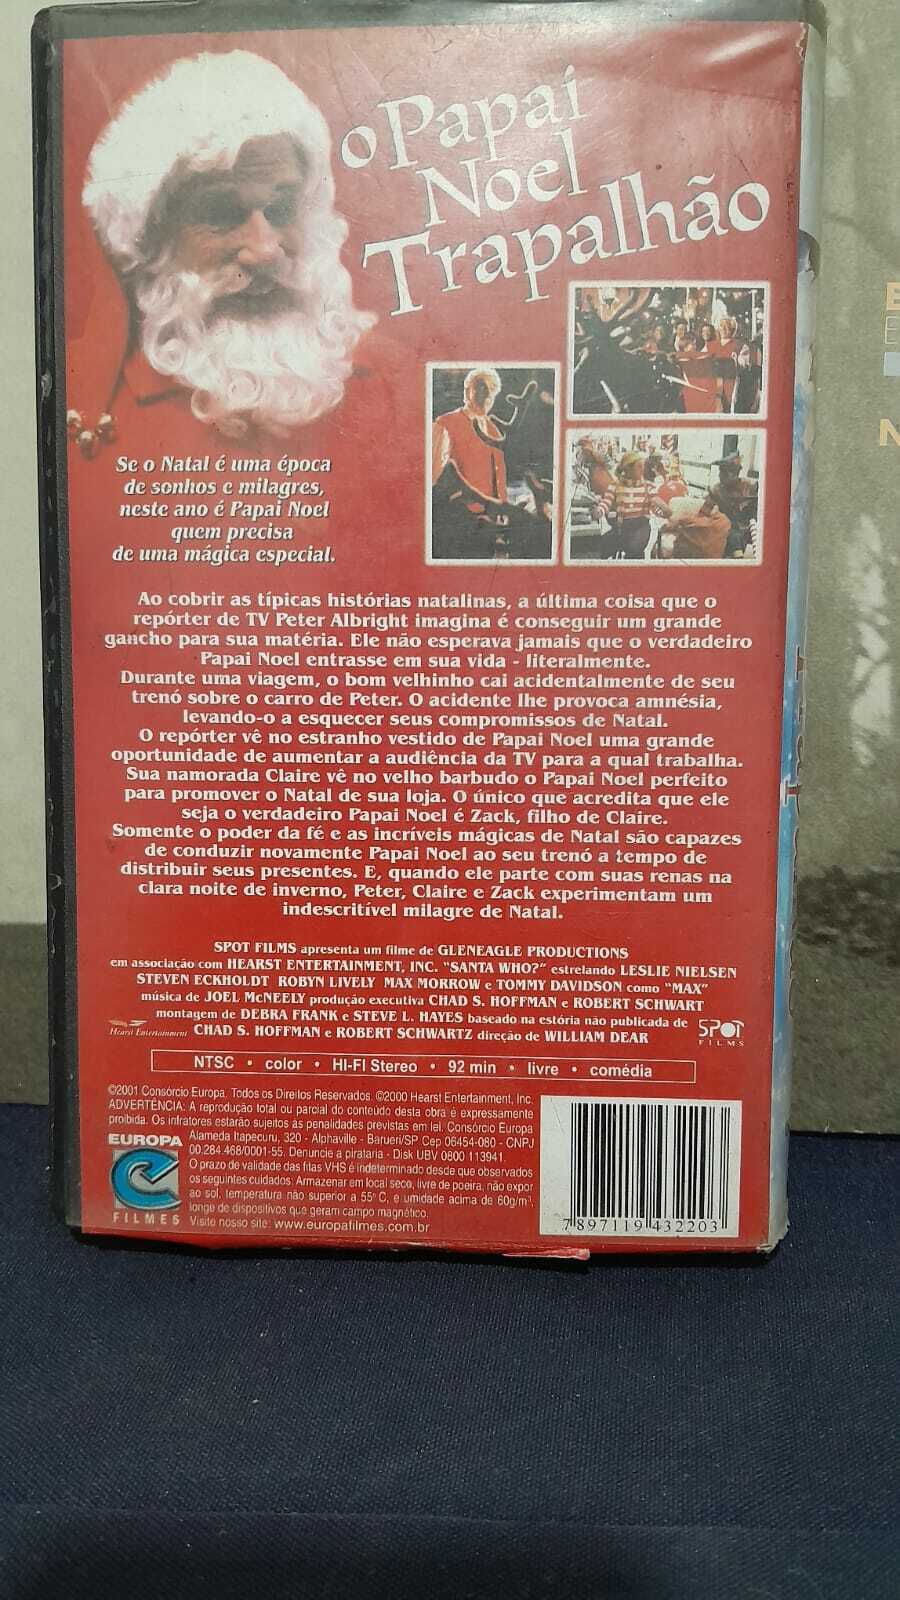 o Papai
Noel
Trapalhão
Se o Natal é uma época
de sonhos e milagres,
neste ano é Papai Noel
quem precisa
de uma mágica especial.
Ao cobrir as típicas histórias natalinas, a última coisa que o
repórter de TV Peter Albright imagina é conseguir um grande
gancho para sua matéria. Ele não esperava jamais que o verdadeiro
Papai Noel entrasse em sua vida - literalmente.
Durante uma viagem, o bom velhinho cai acidentalmente de seu
trenó sobre o carro de Peter. O acidente lhe provoca amnésia,
levando-o a esquecer seus compromissos de Natal.
O repórter vê no estranho vestido de Papai Noel uma grande
oportunidade de aumentar a audiência da TV para a qual trabalha.
Sua namorada Claire vê no velho barbudo o Papai Noel perfeito
para promover o Natal de sua loja. O único que acredita que ele
seja o verdadeiro Papai Noel é Zack, filho de Claire.
Somente o poder da fé e as incríveis mágicas de Natal são capazes
de conduzir novamente Papai Noel ao seu trenó a tempo de
distribuir seus presentes. E, quando ele parte com suas renas na
clara noite de inverno, Peter, Claire e Zack experimentam um
indescritível milagre de Natal.
SPOT FILMS apresenta um filme de GLENEAGLE PRODUCTIONS
em associação com HEARST ENTERTAINMENT, INC. “SANTA WHO?” estrelando LESLIE NIELSEN
STEVEN ECKHOLDT ROBYN LIVELY MAX MORROW e TOMMY DAVIDSON como “MAX”
música de JOEL McNEELY produção executiva CHAD S. HOFFMAN e ROBERT SCHWART
montagem de DEBRA FRANK e STEVE L. HAYES baseado na estória não publicada de
CHAD S. HOFFMAN e ROBERT SCHWARTZ direção de WILLIAM DEAR
Hearst Entertainment
SPOT
FILMS
NTSC • color • HI-FI Stereo • 92 min • livre • comédia
©2001 Consórcio Europa. Todos os Direitos Reservados. ©2000 Hearst Entertainment, Inc.
ADVERTÊNCIA: A reprodução total ou parcial do conteúdo desta obra é expressamente
proibida. Os infratores estarão sujeitos às penalidades previstas em lei. Consórcio Europa
Alameda Itapecuru, 320 - Alphaville - Barueri/SP Cep 06454-080 - CNPJ
00.284.468/0001-55. Denuncie a pirataria - Disk UBV 0800 113941.
O prazo de validade das fitas VHS é indeterminado desde que observados
os seguintes cuidados: Armazenar em local seco, livre de poeira, não expor
ao sol, temperatura não superior a 55º C, e umidade acima de 60g/m³,
longe de dispositivos que geram campo magnético.
Visite nosso site: www.europafilmes.com.br
EUROPA
FILMES
7897119432203